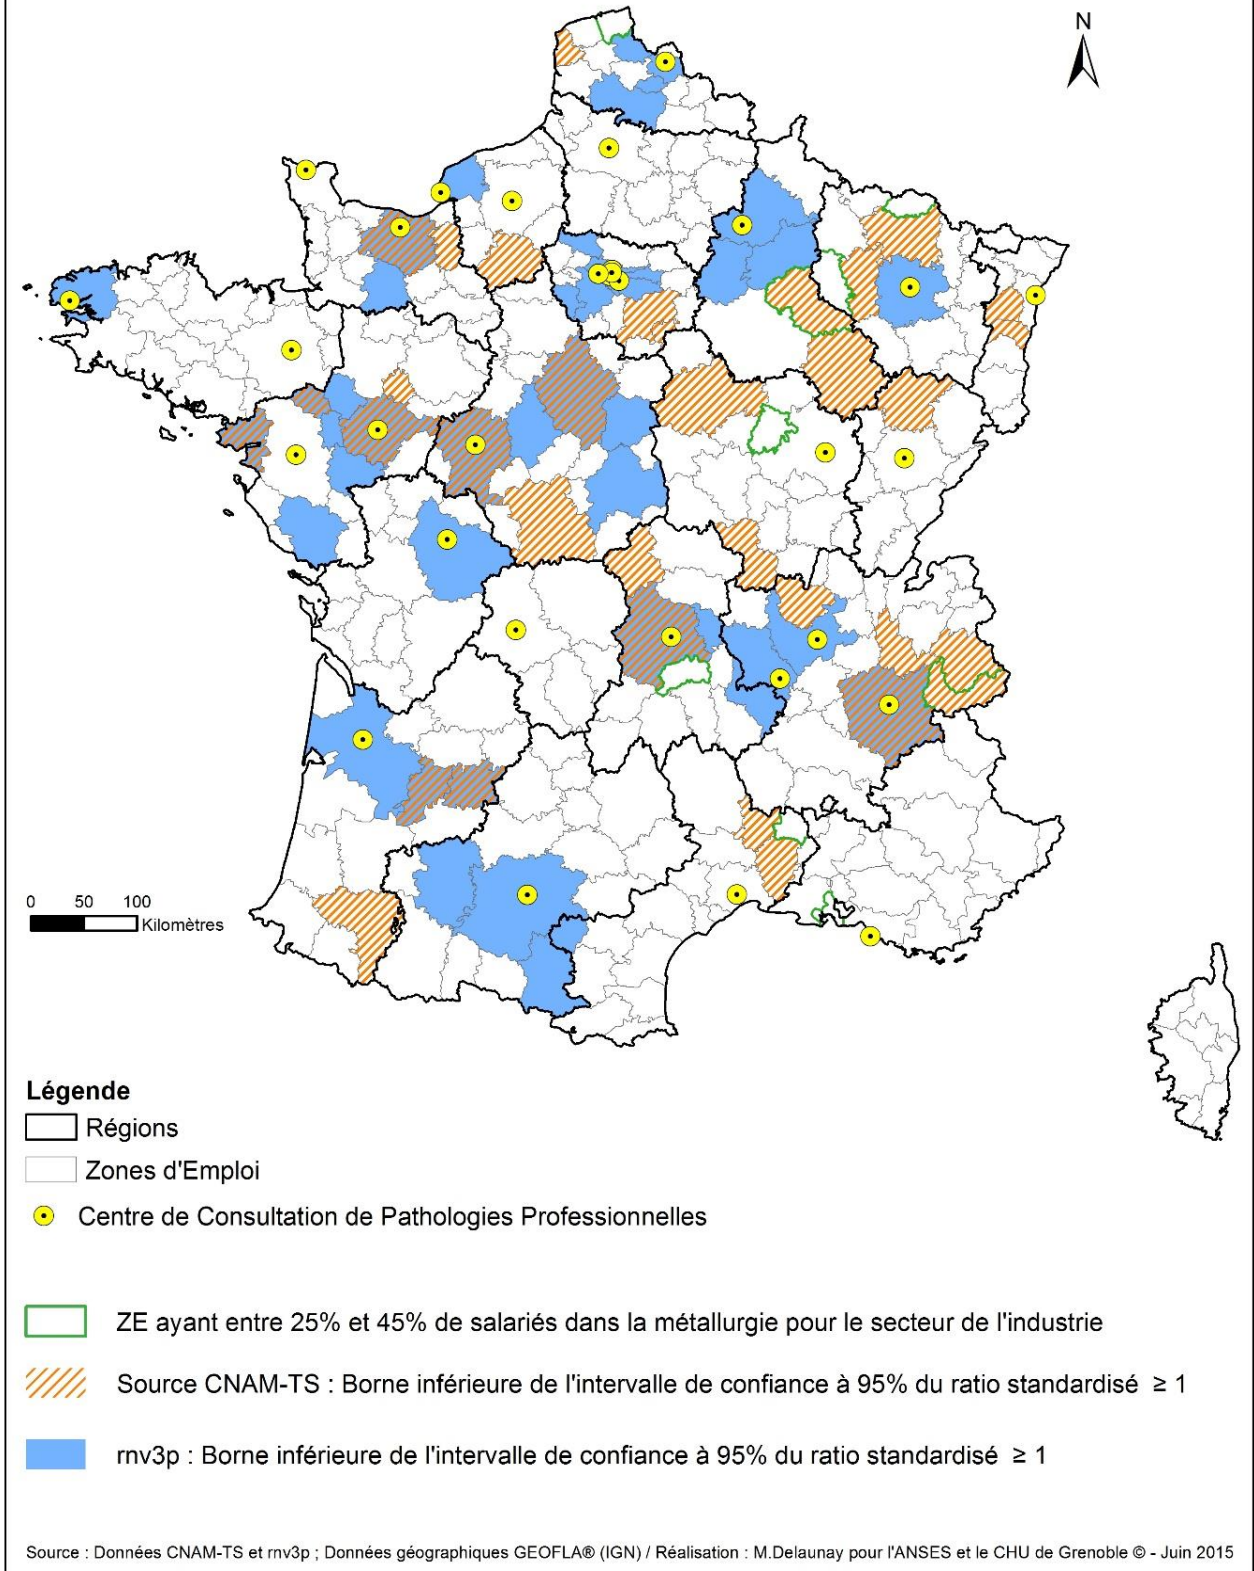 N
0 50 100
Kilomètres
Légende
Régions
Zones d'Emploi
Centre de Consultation de Pathologies Professionnelles
ZE ayant entre 25% et 45% de salariés dans la métallurgie pour le secteur de l'industrie
Source CNAM-TS : Borne inférieure de l'intervalle de confiance à 95% du ratio standardisé ≥ 1
rnv3p : Borne inférieure de l'intervalle de confiance à 95% du ratio standardisé ≥ 1
Source : Données CNAM-TS et rnv3p ; Données géographiques GEOFLA® (IGN) / Réalisation : M.Delaunay pour l'ANSES et le CHU de Grenoble © - Juin 2015